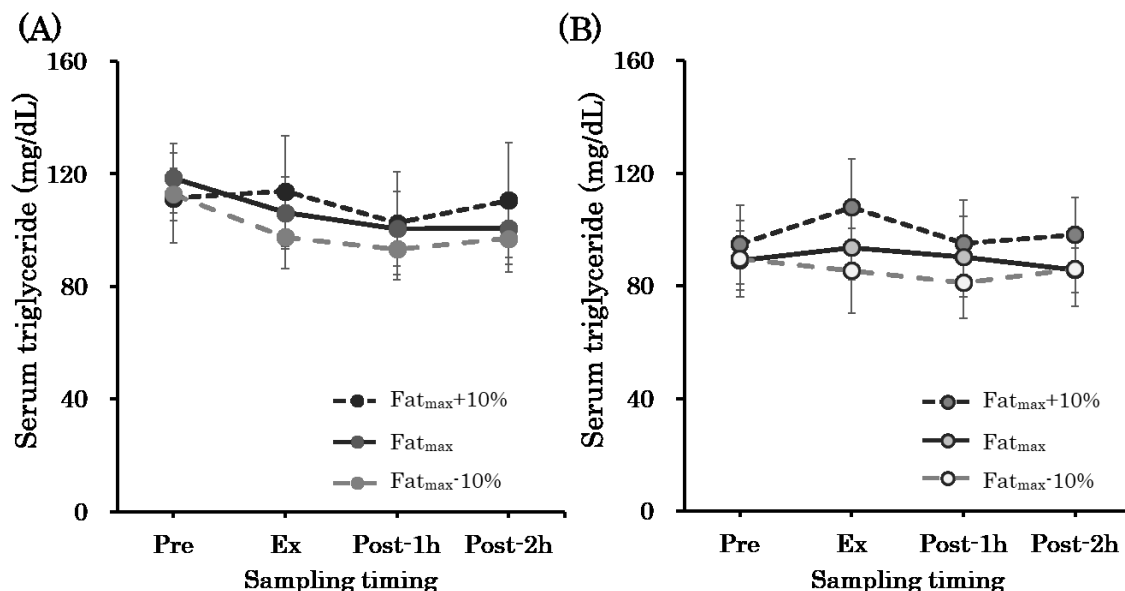 (A)
Serum triglyceride (mg/dL)
160
120
80
40
0
Fatmax+10%
Fatmax
Fatmax-10%
Pre Ex Post-1h Post-2h
Sampling timing
(B)
Serum triglyceride (mg/dL)
160
120
80
40
0
Fatmax+10%
Fatmax
Fatmax-10%
Pre Ex Post-1h Post-2h
Sampling timing